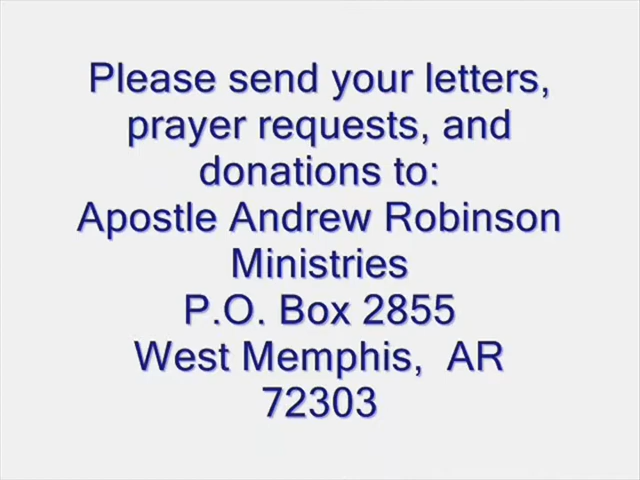 Please send your letters,
prayer requests, and
donations to:
Apostle Andrew Robinson
Ministries
P.O. Box 2855
West Memphis,  AR
72303